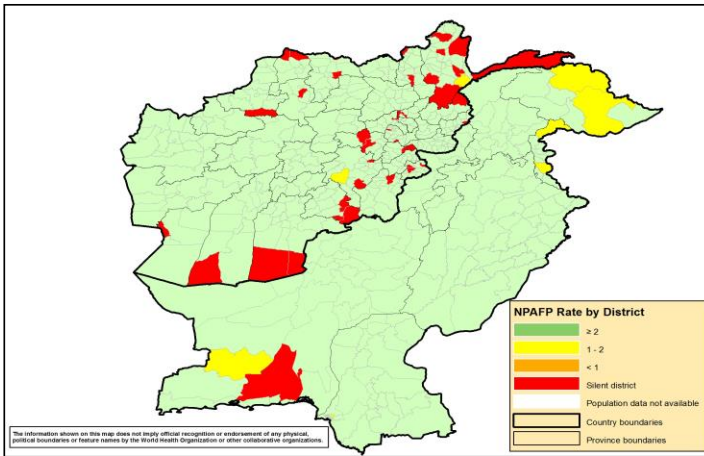 NPAFP Rate by District
≥ 2
1 - 2
< 1
Silent district
Population data not available
Country boundaries
Province boundaries
The information shown on this map does not imply official recognition or endorsement of any physical,
political boundaries or feature names by the World Health Organization or other collaborative organizations.